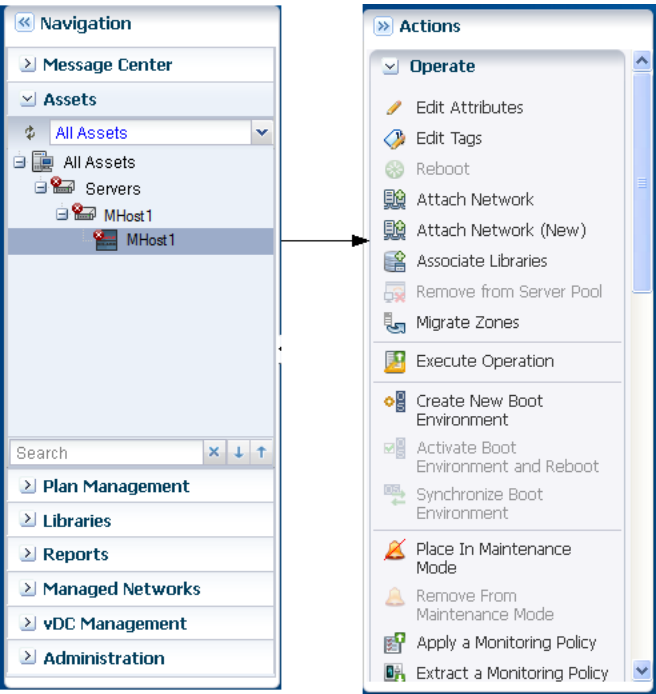 Navigation
Message Center
Assets
All Assets
All Assets
Servers
MHost1
MHost1
Search
Plan Management
Libraries
Reports
Managed Networks
vDC Management
Administration
Actions
Operate
Edit Attributes
Edit Tags
Reboot
Attach Network
Attach Network (New)
Associate Libraries
Remove from Server Pool
Migrate Zones
Execute Operation
Create New Boot
Environment
Activate Boot
Environment and Reboot
Synchronize Boot
Environment
Place In Maintenance
Mode
Remove From
Maintenance Mode
Apply a Monitoring Policy
Extract a Monitoring Policy